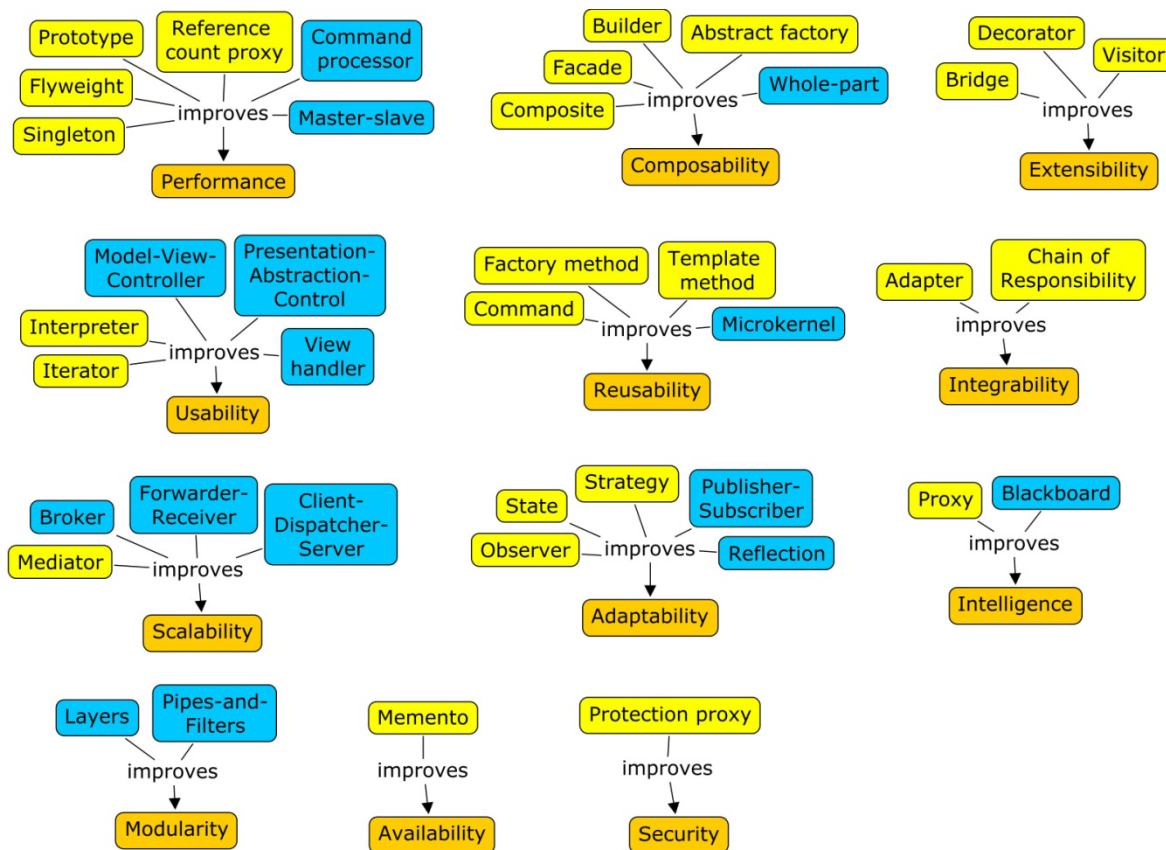 Prototype
Reference
count proxy
Command
processor
Flyweight
Singleton
improves
Master-slave
Performance
Builder
Abstract factory
Facade
Composite
improves
Whole-part
Composability
Decorator
Visitor
Bridge
improves
Extensibility
Model-View-
Controller
Presentation-
Abstraction-
Control
Interpreter
Iterator
improves
View
handler
Usability
Factory method
Template
method
Command
improves
Microkernel
Reusability
Adapter
Chain of
Responsibility
improves
Integrability
Broker
Forwarder-
Receiver
Client-
Dispatcher-
Server
Mediator
improves
Scalability
State
Strategy
Publisher-
Subscriber
Observer
improves
Reflection
Adaptability
Proxy
Blackboard
improves
Intelligence
Layers
Pipes-and-
Filters
improves
Modularity
Memento
improves
Availability
Protection proxy
improves
Security